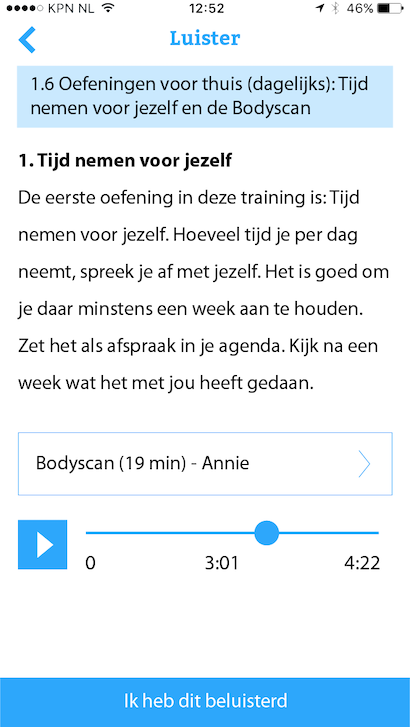 KPN NL 12:52 46%
Luister
1.6 Oefeningen voor thuis (dagelijks): Tijd
nemen voor jezelf en de Bodyscan
1. Tijd nemen voor jezelf
De eerste oefening in deze training is: Tijd
nemen voor jezelf. Hoeveel tijd je per dag
neemt, spreek je af met jezelf. Het is goed om
je daar minstens een week aan te houden.
Zet het als afspraak in je agenda. Kijk na een
week wat het met jou heeft gedaan.
Bodyscan (19 min) - Annie
0 3:01 4:22
Ik heb dit beluisterd